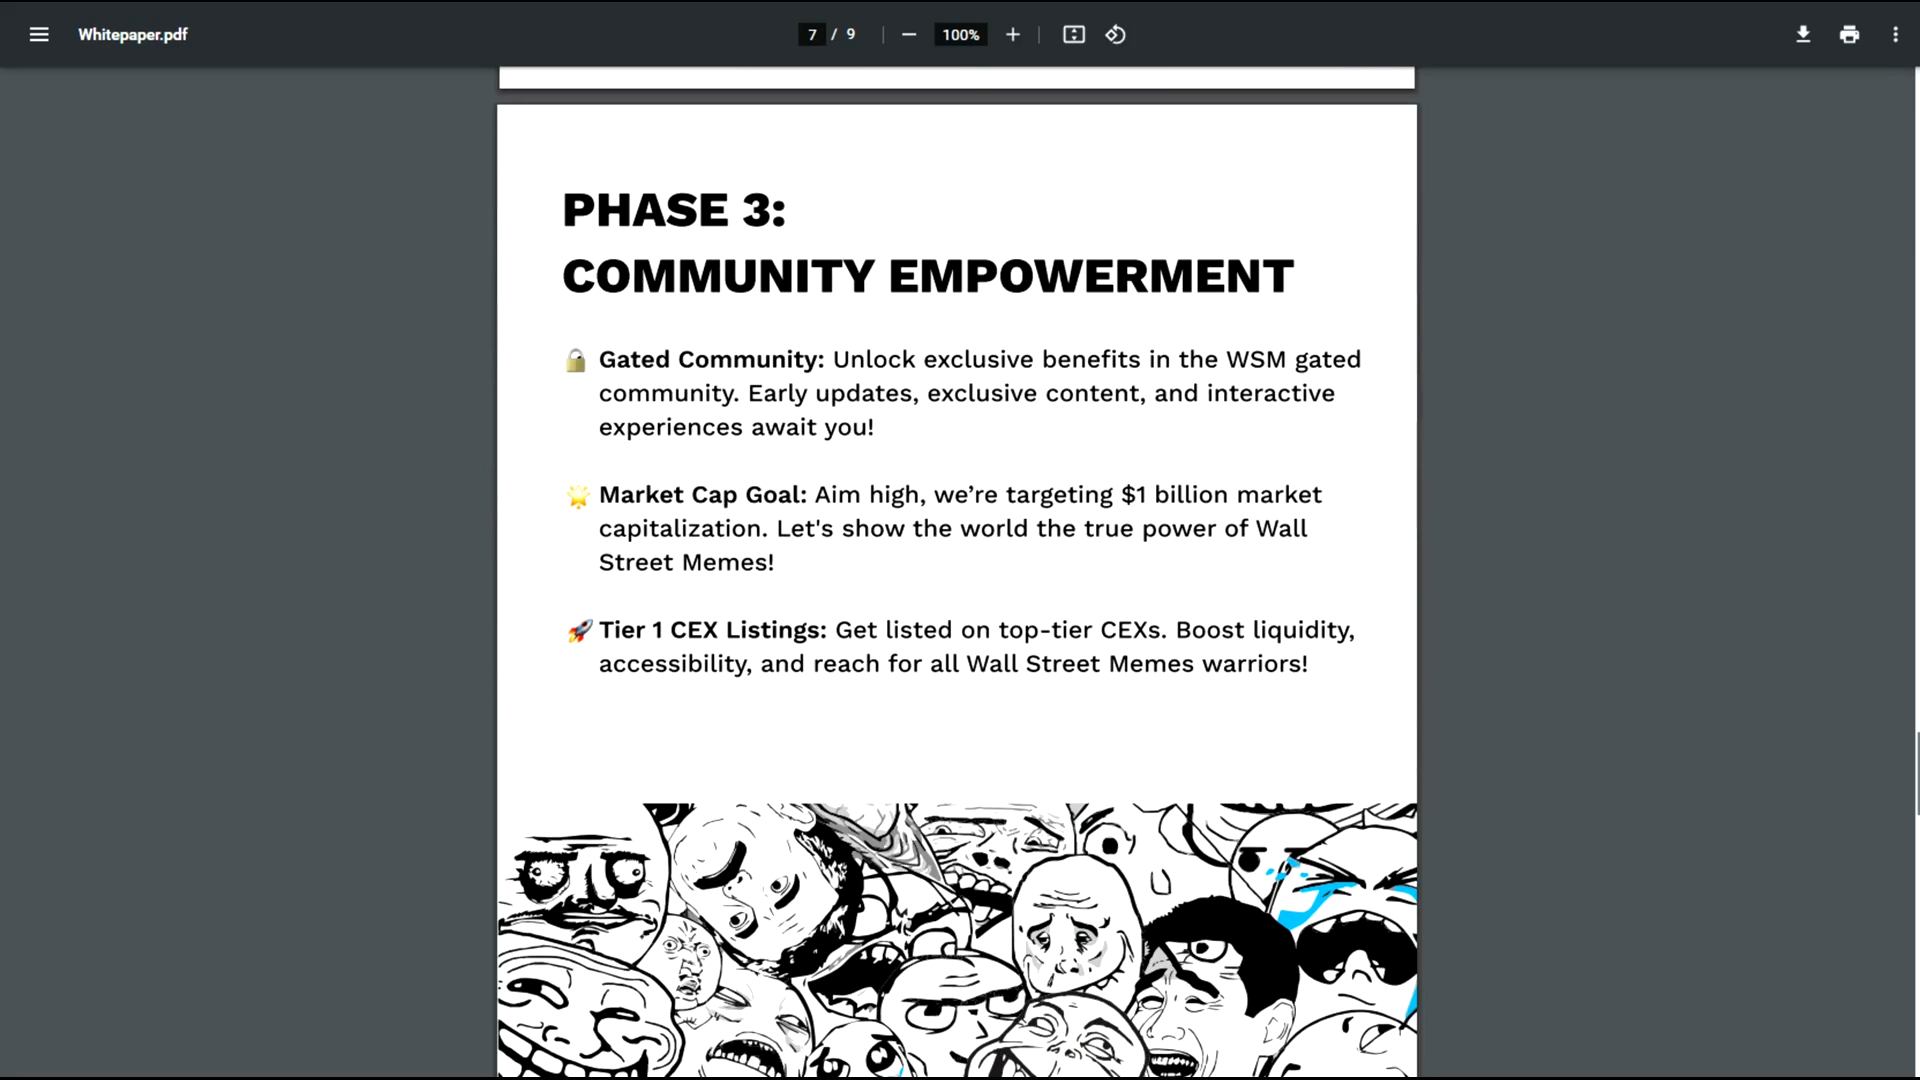 Whitepaper.pdf
7 / 9
100%
PHASE 3:
COMMUNITY EMPOWERMENT
🔒 Gated Community: Unlock exclusive benefits in the WSM gated
community. Early updates, exclusive content, and interactive
experiences await you!
🌟 Market Cap Goal: Aim high, we’re targeting $1 billion market
capitalization. Let's show the world the true power of Wall
Street Memes!
🚀 Tier 1 CEX Listings: Get listed on top-tier CEXs. Boost liquidity,
accessibility, and reach for all Wall Street Memes warriors!